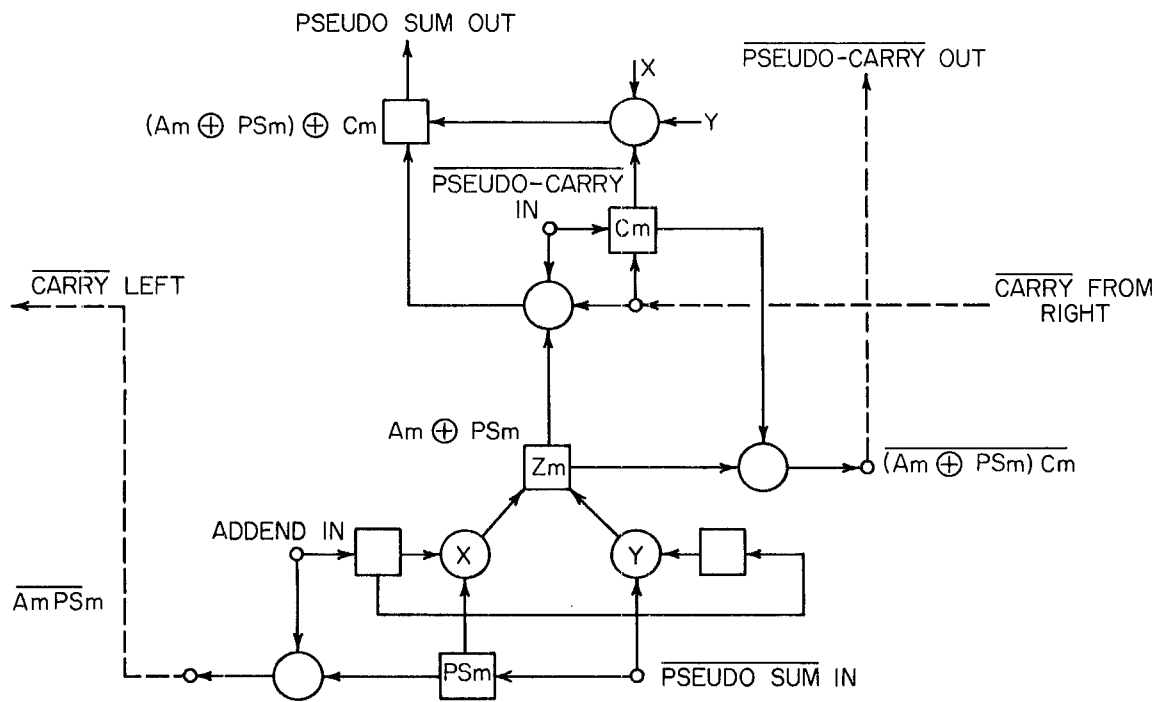 PSEUDO SUM OUT
PSEUDO-CARRY OUT
X
(Am ⊕ PSm) ⊕ Cm
Y
PSEUDO-CARRY
IN
Cm
CARRY LEFT
CARRY FROM
RIGHT
Am ⊕ PSm
Zm
(Am ⊕ PSm) Cm
ADDEND IN
X
Y
AmPSm
PSm
PSEUDO SUM IN